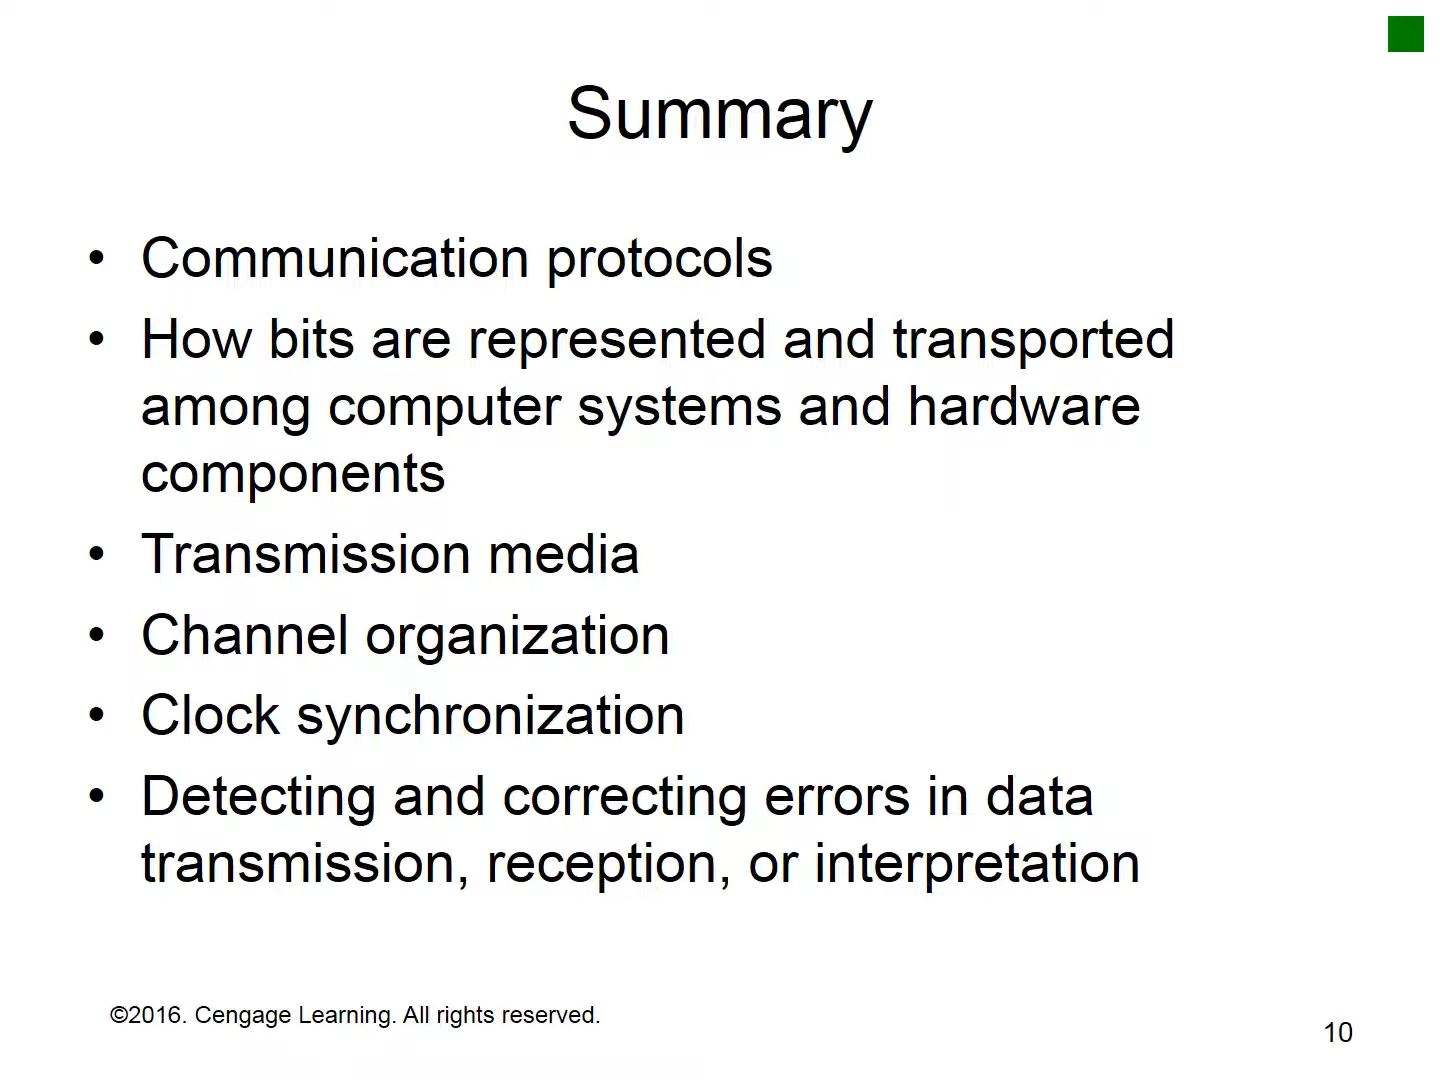 Summary
• Communication protocols
• How bits are represented and transported
among computer systems and hardware
components
• Transmission media
• Channel organization
• Clock synchronization
• Detecting and correcting errors in data
transmission, reception, or interpretation
©2016. Cengage Learning. All rights reserved.
10